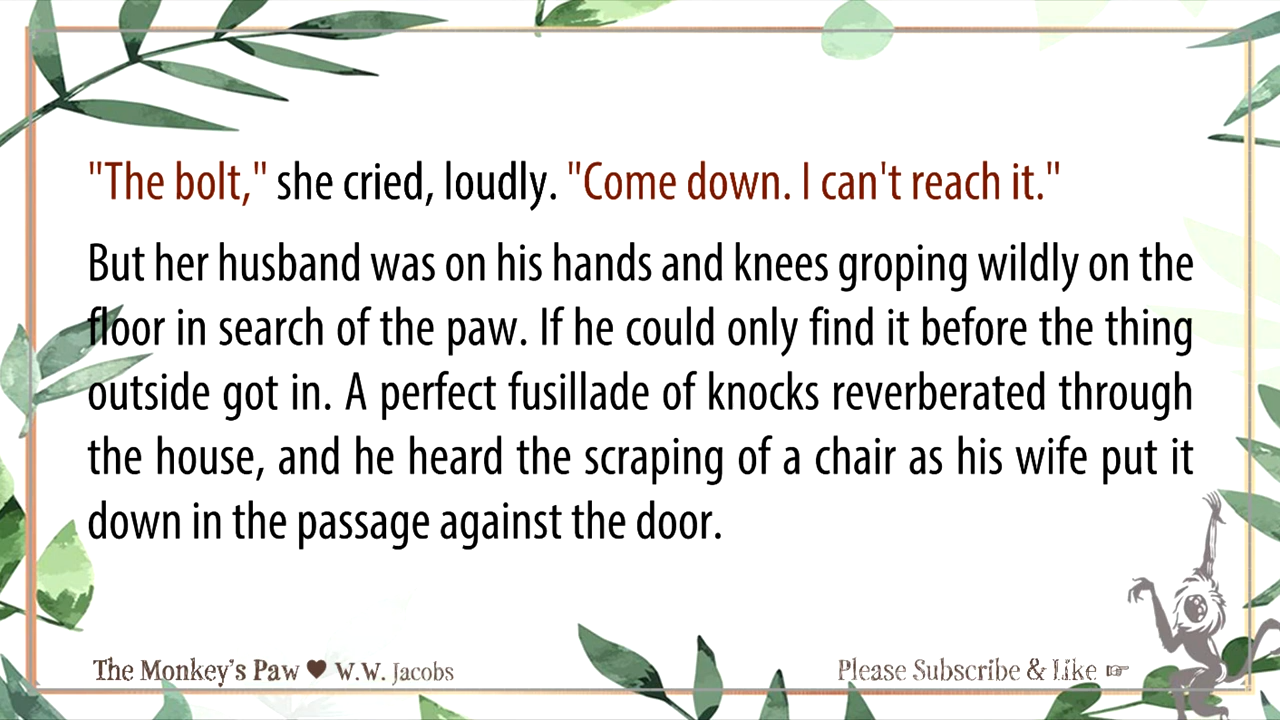 "The bolt," she cried, loudly. "Come down. I can't reach it."
But her husband was on his hands and knees groping wildly on the
floor in search of the paw. If he could only find it before the thing
outside got in. A perfect fusillade of knocks reverberated through
the house, and he heard the scraping of a chair as his wife put it
down in the passage against the door.
The Monkey's Paw ♥ W.W. Jacobs
Please Subscribe & Like ☞